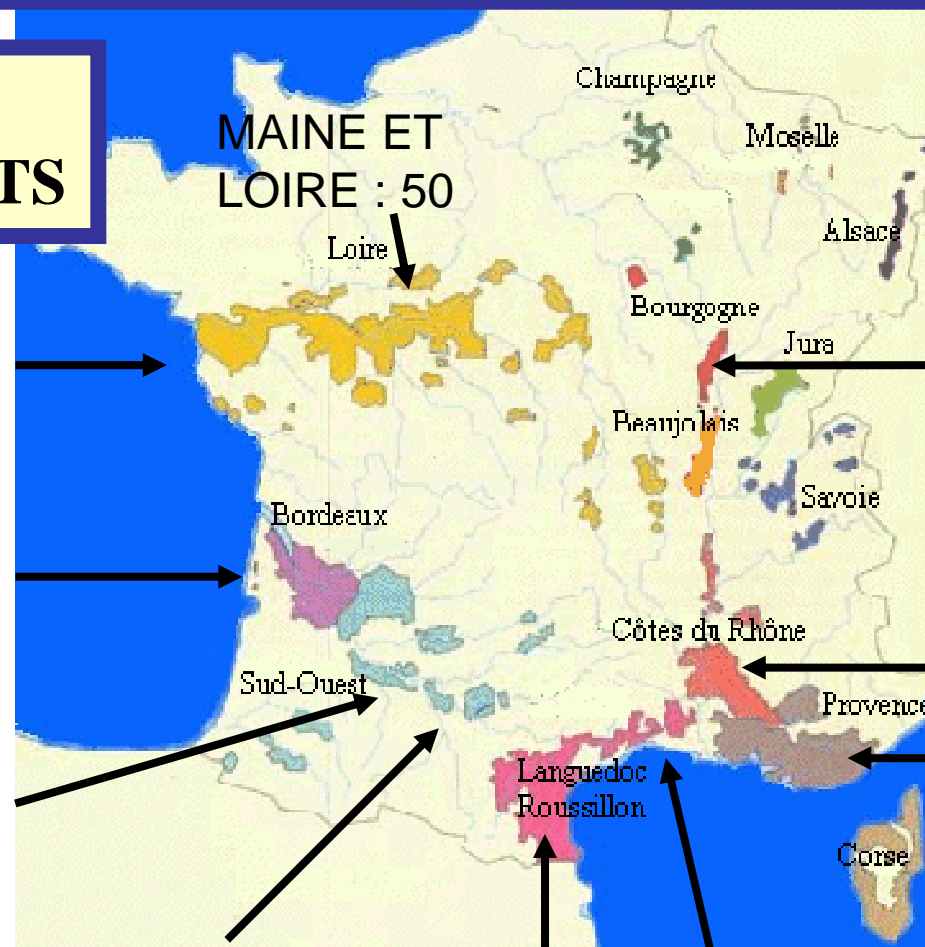 TS
MAINE ET
LOIRE : 50
Champagne
Moselle
Alsace
Loire
Bourgogne
Jura
Beaujolais
Savoie
Bordeaux
Côtes du Rhône
Sud-Ouest
Provence
Languedoc
Roussillon
Corse